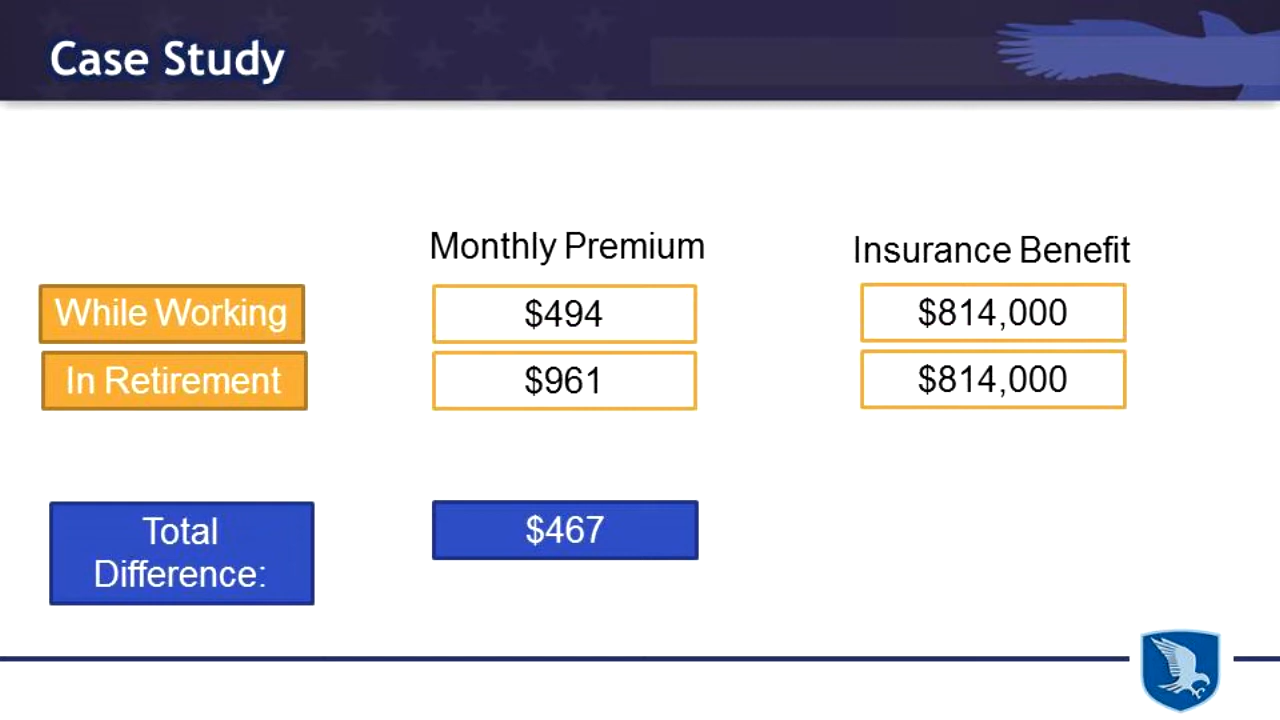 Case Study
Monthly Premium
Insurance Benefit
While Working
$494
$814,000
In Retirement
$961
$814,000
Total
Difference:
$467